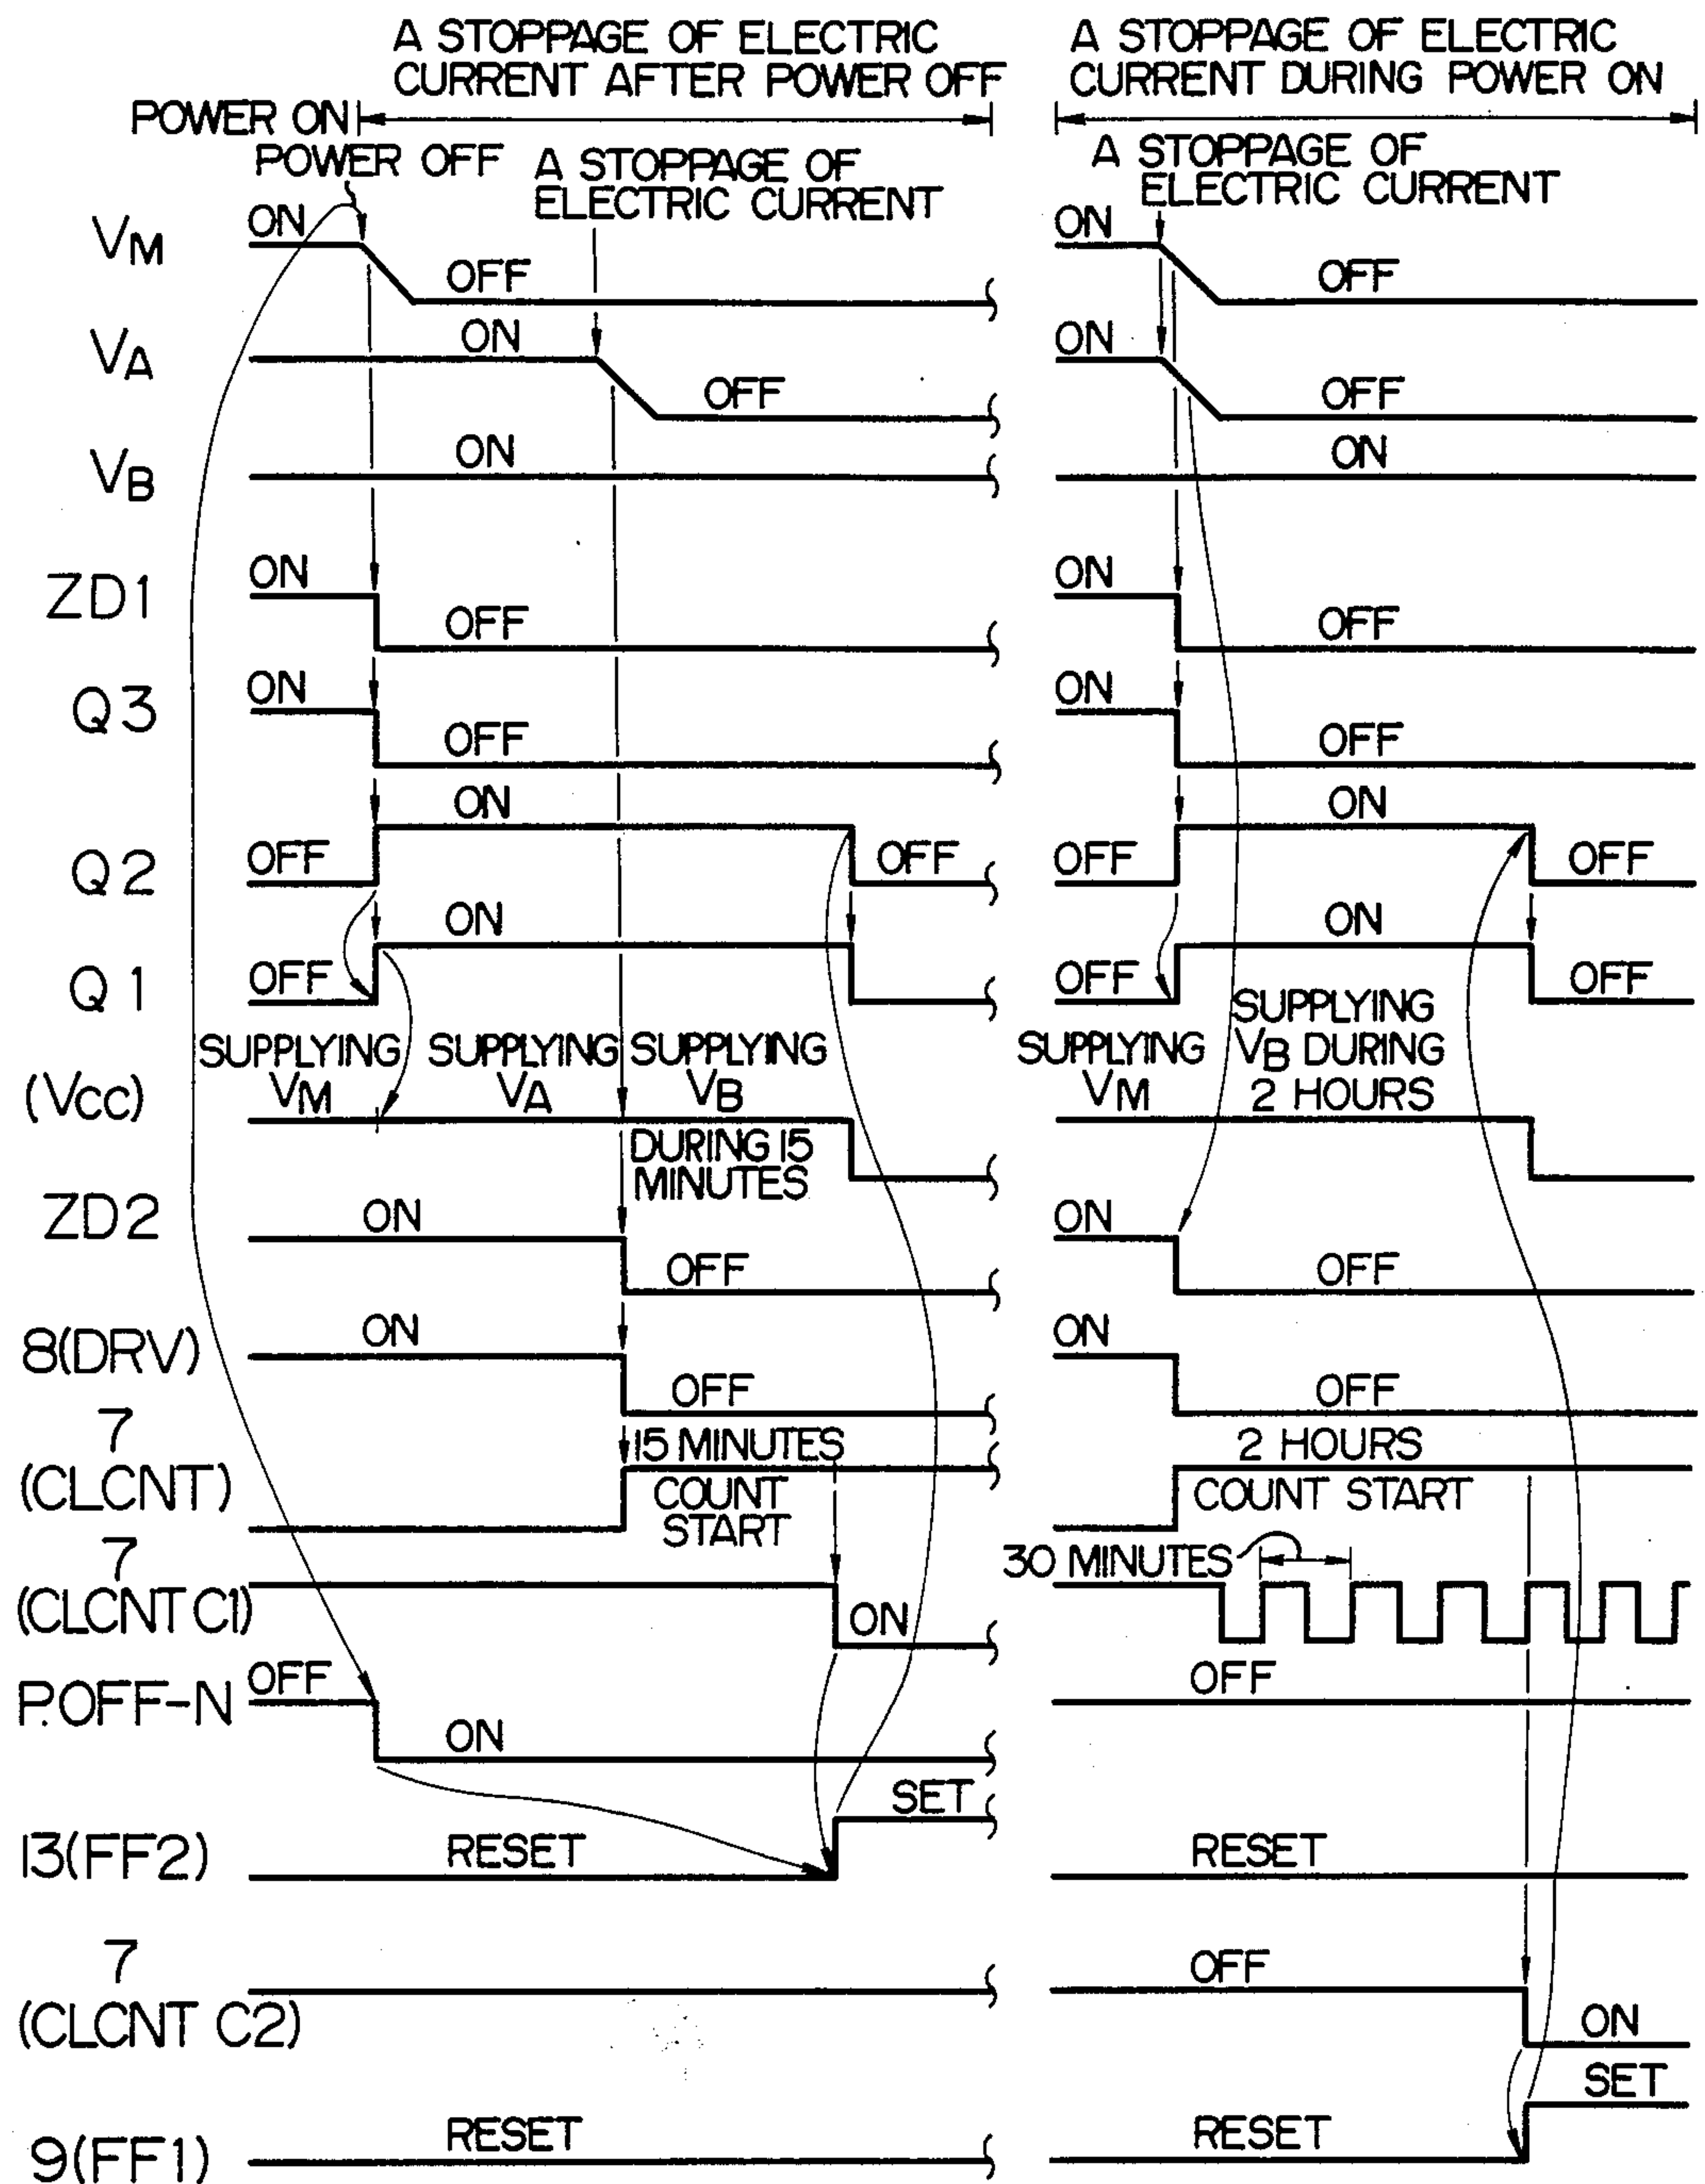 A STOPPAGE OF ELECTRIC
CURRENT AFTER POWER OFF
A STOPPAGE OF ELECTRIC
CURRENT DURING POWER ON
POWER ON
POWER OFF
A STOPPAGE OF
ELECTRIC CURRENT
A STOPPAGE OF
ELECTRIC CURRENT
VM
ON
OFF
ON
OFF
VA
ON
OFF
ON
OFF
VB
ON
ON
ZD1
ON
OFF
ON
OFF
Q3
ON
OFF
ON
OFF
Q2
OFF
ON
OFF
OFF
ON
OFF
Q1
OFF
ON
OFF
ON
OFF
(VCC)
SUPPLYING
VM
SUPPLYING
VA
SUPPLYING
VB
DURING 15
MINUTES
SUPPLYING
VM
SUPPLYING
VB DURING
2 HOURS
ZD2
ON
OFF
ON
OFF
8(DRV)
ON
OFF
ON
OFF
7
(CLCNT)
15 MINUTES
COUNT
START
2 HOURS
COUNT START
7
(CLCNT C1)
ON
30 MINUTES
P.OFF-N
OFF
ON
OFF
13(FF2)
RESET
SET
RESET
7
(CLCNT C2)
OFF
ON
9(FF1)
RESET
RESET
SET